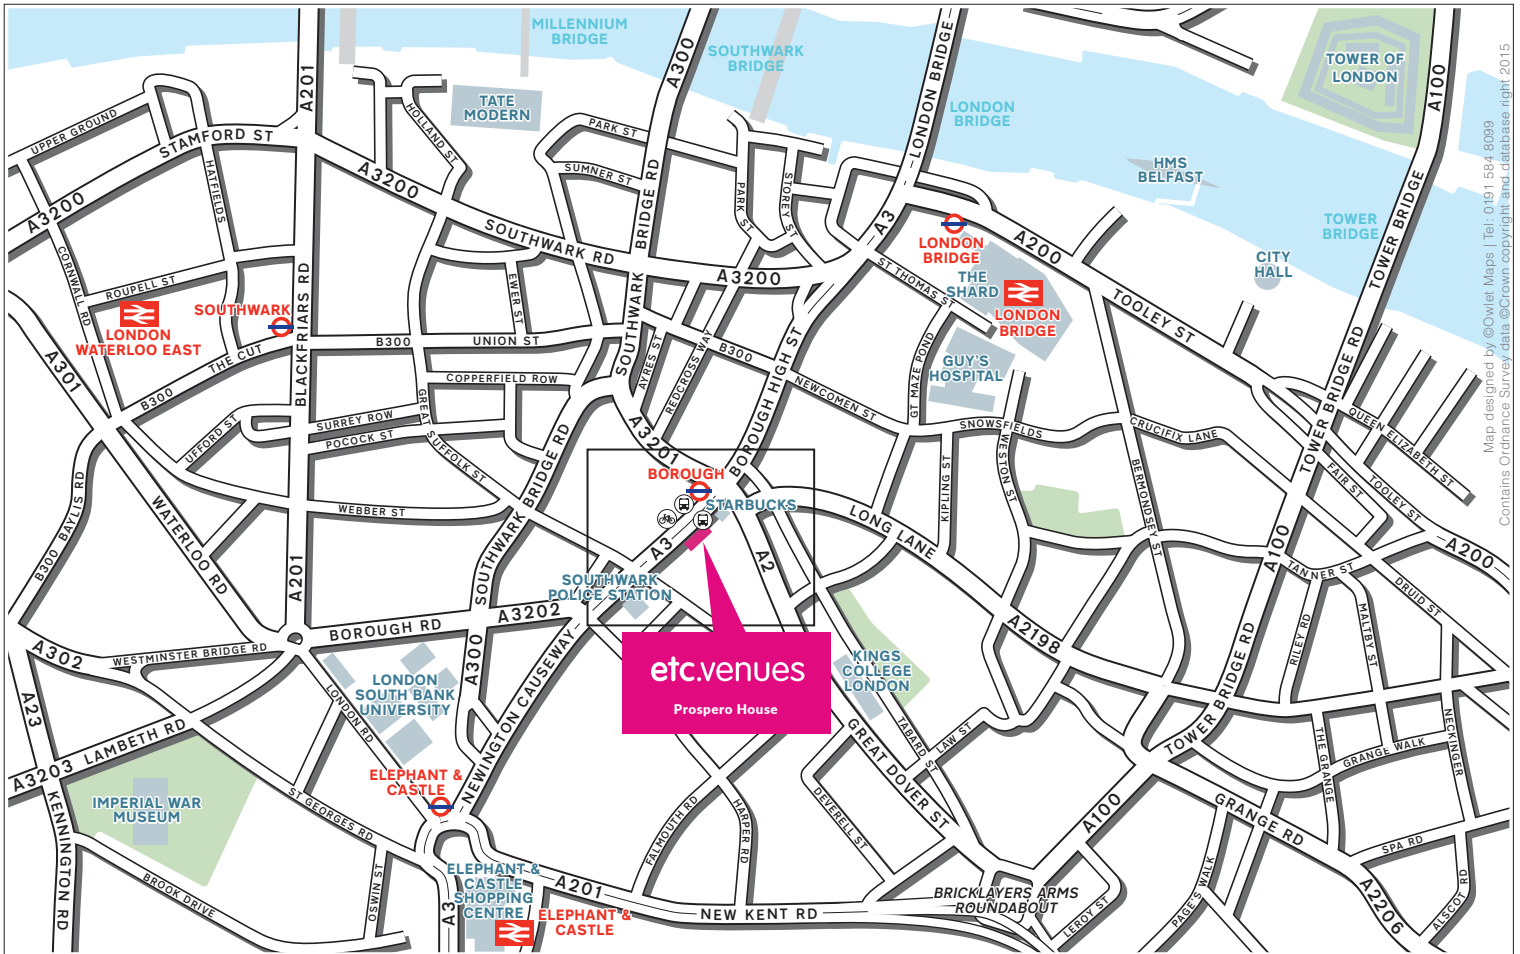 MILLENNIUM
BRIDGE
SOUTHWARK
BRIDGE
A300
LONDON BRIDGE
LONDON
BRIDGE
TOWER OF
LONDON
A100
A201
TATE
MODERN
UPPER GROUND
STAMFORD ST
HOLLAND ST
PARK ST
SUMNER ST
HATFIELDS
A3200
A3200
BRIDGE RD
PARK ST
STOREY ST
HMS
BELFAST
TOWER
BRIDGE
TOWER BRIDGE
A3
LONDON
BRIDGE
A200
CITY
HALL
SOUTHWARK RD
A3200
CORNWALL RD
ROUPELL ST
EWER ST
ST THOMAS ST
THE
SHARD
LONDON
BRIDGE
TOOLEY ST
SOUTHWARK
LONDON
WATERLOO EAST
BLACKFRIARS RD
THE CUT
B300
B300
UNION ST
SOUTHWARK
AYRES ST
REDCROSS WAY
B300
BOROUGH HIGH ST
NEWCOMEN ST
GT MAZE POND
GUY'S
HOSPITAL
A301
COPPERFIELD ROW
GREAT SUFFOLK ST
SURREY ROW
POCOCK ST
UFFORD ST
A3201
SNOWSFIELDS
CRUCIFIX LANE
TOWER BRIDGE RD
QUEEN ELIZABETH ST
FAIR ST
TOOLEY ST
A200
BOROUGH
STARBUCKS
KIPLING ST
WESTON ST
BERMONDSEY ST
WEBBER ST
BAYLIS RD
B300
WATERLOO RD
A201
SOUTHWARK BRIDGE RD
A3
A2
LONG LANE
A100
TANNER ST
DRUID ST
SOUTHWARK
POLICE STATION
A3202
BOROUGH RD
WESTMINSTER BRIDGE RD
A302
A2198
RILEY RD
MALTBY ST
A300
LONDON
SOUTH BANK
UNIVERSITY
LONDON RD
NEWINGTON CAUSEWAY
etc.venues
Prospero House
KINGS
COLLEGE
LONDON
TABARD ST
LAW ST
GREAT DOVER ST
TOWER BRIDGE RD
THE GRANGE
GRANGE WALK
NECKINGER
A23
A3203
LAMBETH RD
IMPERIAL WAR
MUSEUM
KENNINGTON RD
ELEPHANT &
CASTLE
ST GEORGES RD
BROOK DRIVE
OSWIN ST
FALMOUTH RD
HARPER RD
DEVERELL ST
A100
GRANGE RD
SPA RD
ELEPHANT &
CASTLE
SHOPPING
CENTRE
A3
ELEPHANT &
CASTLE
A201
NEW KENT RD
BRICKLAYERS ARMS
ROUNDABOUT
LEROY ST
PAGE'S WALK
A2206
ALSCOT RD
Map designed by ©Owlet Maps | Tel: 0191 584 8099
Contains Ordnance Survey data ©Crown copyright and database right 2015